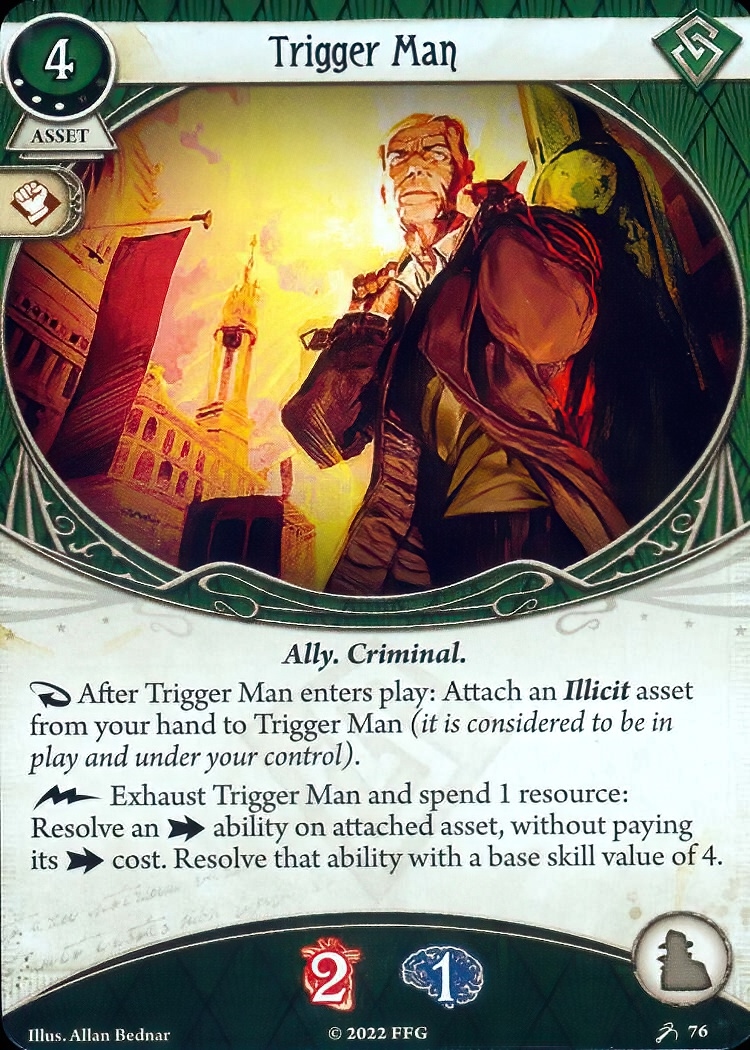 4
Trigger Man
ASSET
Ally. Criminal.
After Trigger Man enters play: Attach an Illicit asset
from your hand to Trigger Man (it is considered to be in
play and under your control).
Exhaust Trigger Man and spend 1 resource:
Resolve an ability on attached asset, without paying
its cost. Resolve that ability with a base skill value of 4.
2 1
Illus. Allan Bednar © 2022 FFG 76